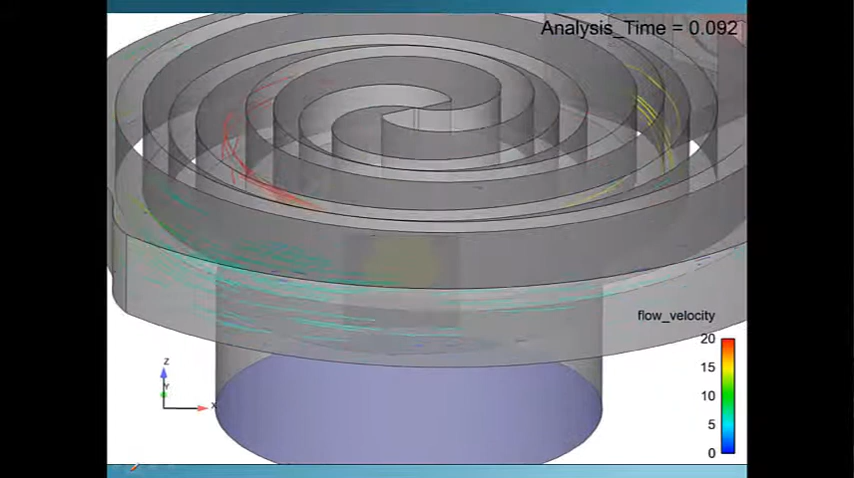 Analysis_Time = 0.092
flow_velocity
20
15
10
5
0
Z
Y
X